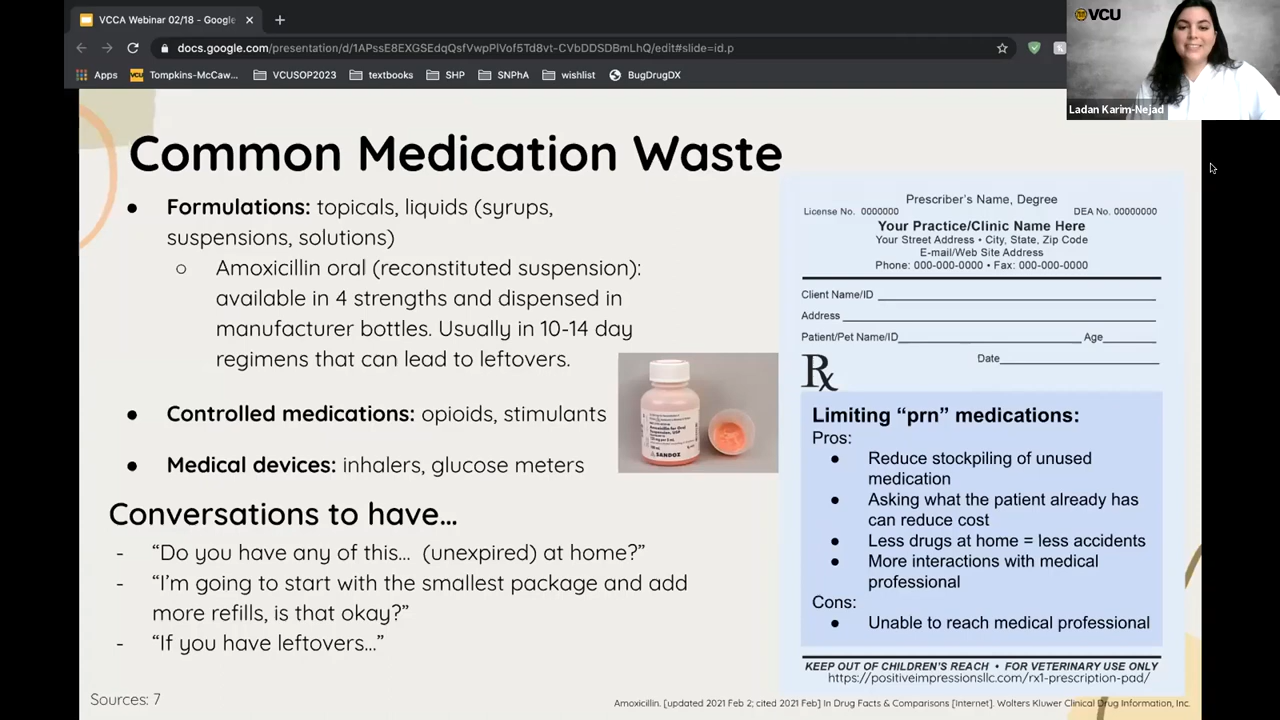 VCCA Webinar 02/18 - Google
docs.google.com/presentation/d/1APssE8EXGSEdQsfVwpPlVof5Td8vt-CVbDDSDBmLhQ/edit#slide=id.p
Apps
Tompkins-McCaw...
VCUSOP2023
textbooks
SHP
SNPhA
wishlist
BugDrugDX
VCU
Ladan Karim-Nejad
Common Medication Waste
● Formulations: topicals, liquids (syrups,
suspensions, solutions)
○ Amoxicillin oral (reconstituted suspension):
available in 4 strengths and dispensed in
manufacturer bottles. Usually in 10-14 day
regimens that can lead to leftovers.
● Controlled medications: opioids, stimulants
● Medical devices: inhalers, glucose meters
SANDOZ
Conversations to have...
- “Do you have any of this... (unexpired) at home?”
- “I'm going to start with the smallest package and add
more refills, is that okay?”
- “If you have leftovers...”
Sources: 7
Prescriber's Name, Degree
License No. 0000000 DEA No. 00000000
Your Practice/Clinic Name Here
Your Street Address • City, State, Zip Code
E-mail/Web Site Address
Phone: 000-000-0000 • Fax: 000-000-0000
Client Name/ID
Address
Patient/Pet Name/ID Age
Rx Date
Limiting “prn” medications:
Pros:
● Reduce stockpiling of unused
medication
● Asking what the patient already has
can reduce cost
● Less drugs at home = less accidents
● More interactions with medical
professional
Cons:
● Unable to reach medical professional
KEEP OUT OF CHILDREN'S REACH • FOR VETERINARY USE ONLY
https://positiveimpressionsllc.com/rx1-prescription-pad/
Amoxicillin. [updated 2021 Feb 2; cited 2021 Feb] In Drug Facts & Comparisons [Internet]. Wolters Kluwer Clinical Drug Information, Inc.